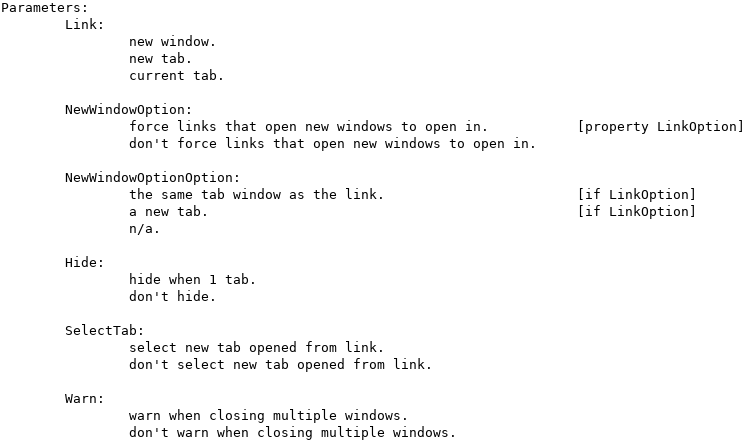 Parameters:
Link:
new window.
new tab.
current tab.
NewWindowOption:
force links that open new windows to open in. [property LinkOption]
don't force links that open new windows to open in.
NewWindowOptionOption:
the same tab window as the link. [if LinkOption]
a new tab. [if LinkOption]
n/a.
Hide:
hide when 1 tab.
don't hide.
SelectTab:
select new tab opened from link.
don't select new tab opened from link.
Warn:
warn when closing multiple windows.
don't warn when closing multiple windows.